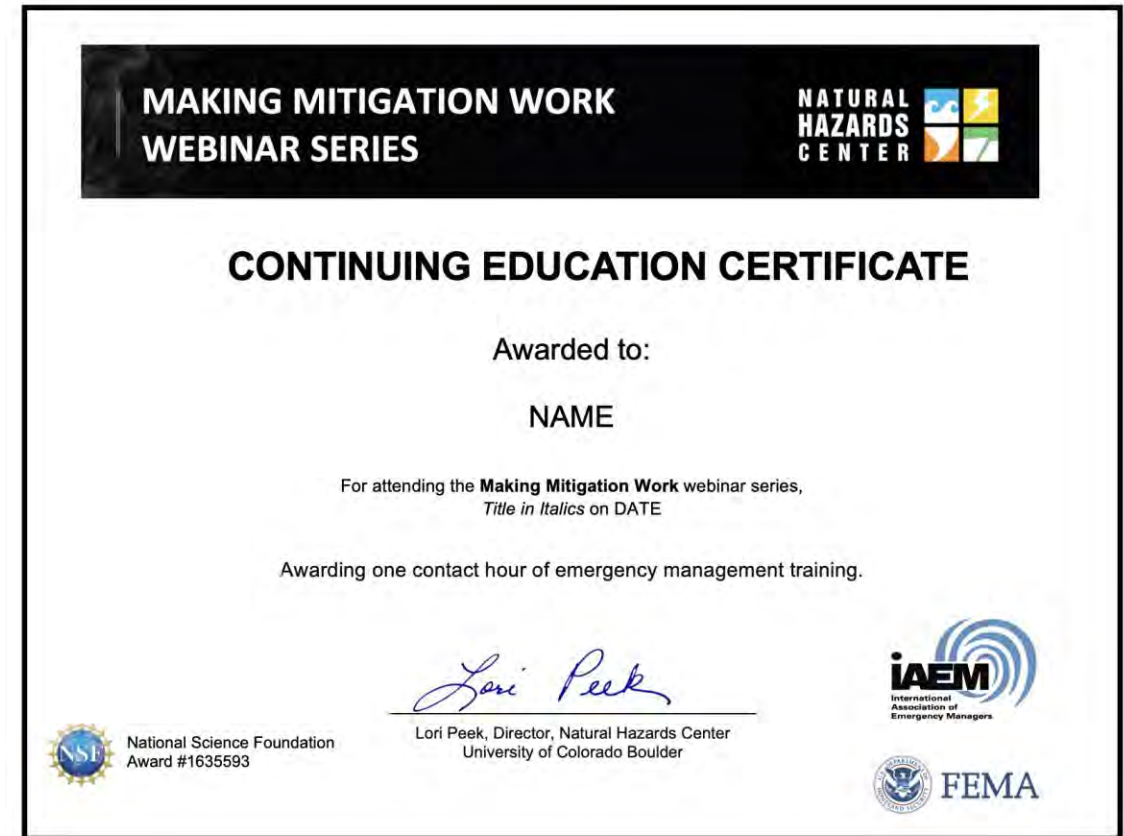 MAKING MITIGATION WORK
WEBINAR SERIES
NATURAL
HAZARDS
CENTER
CONTINUING EDUCATION CERTIFICATE
Awarded to:
NAME
For attending the Making Mitigation Work webinar series,
Title in Italics on DATE
Awarding one contact hour of emergency management training.
Lori Peek
Lori Peek, Director, Natural Hazards Center
University of Colorado Boulder
NSF
National Science Foundation
Award #1635593
iAEM
International
Association of
Emergency Managers
FEMA